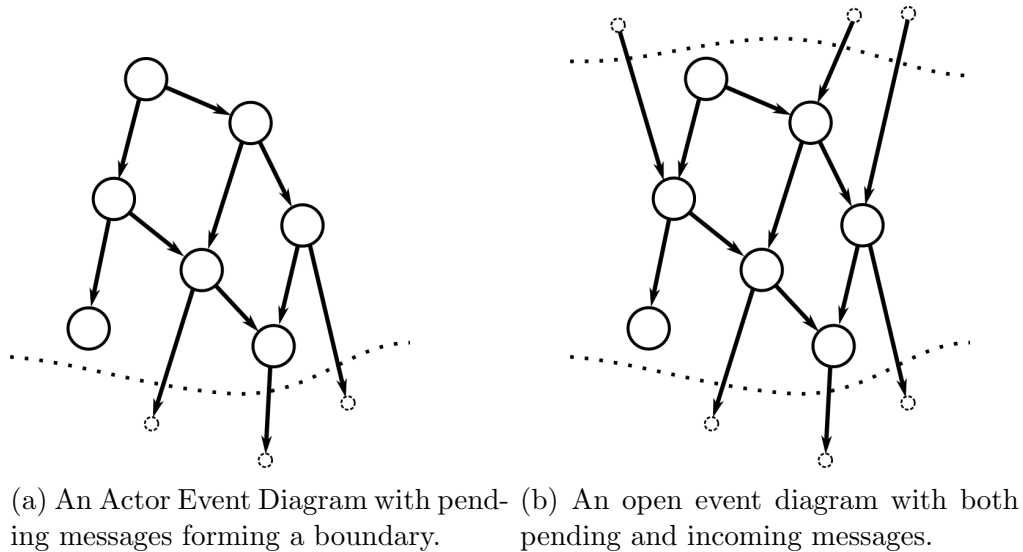 (a) An Actor Event Diagram with pend-
ing messages forming a boundary.
(b) An open event diagram with both
pending and incoming messages.